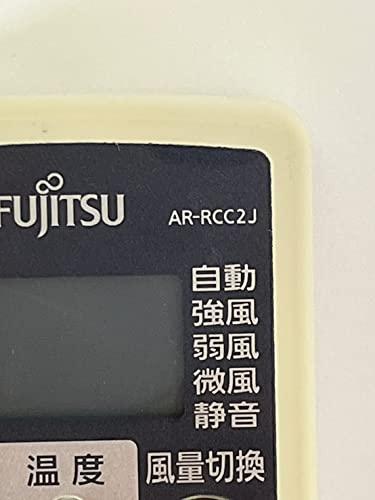 FUJITSU AR-RCC2J
自動
強風
弱風
微風
静音
温度 風量切換